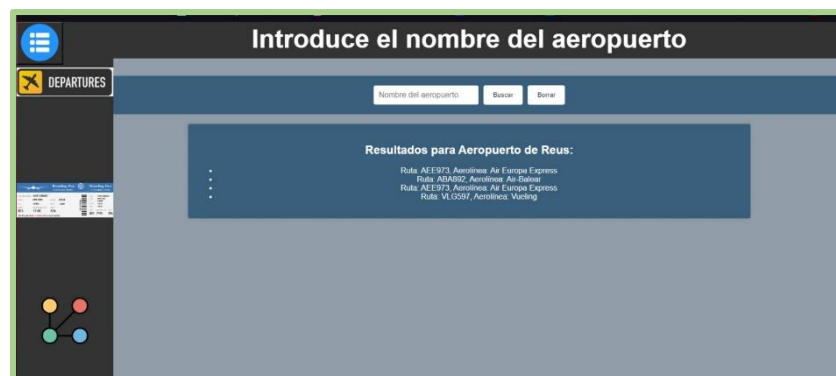 Introduce el nombre del aeropuerto
DEPARTURES
Nombre del aeropuerto
Buscar
Borrar
Resultados para Aeropuerto de Reus:
Ruta: AEE973, Aerolínea: Air Europa Express
Ruta: ABA892, Aerolínea: Air-Balear
Ruta: AEE973, Aerolínea: Air Europa Express
Ruta: VLG597, Aerolínea: Vueling